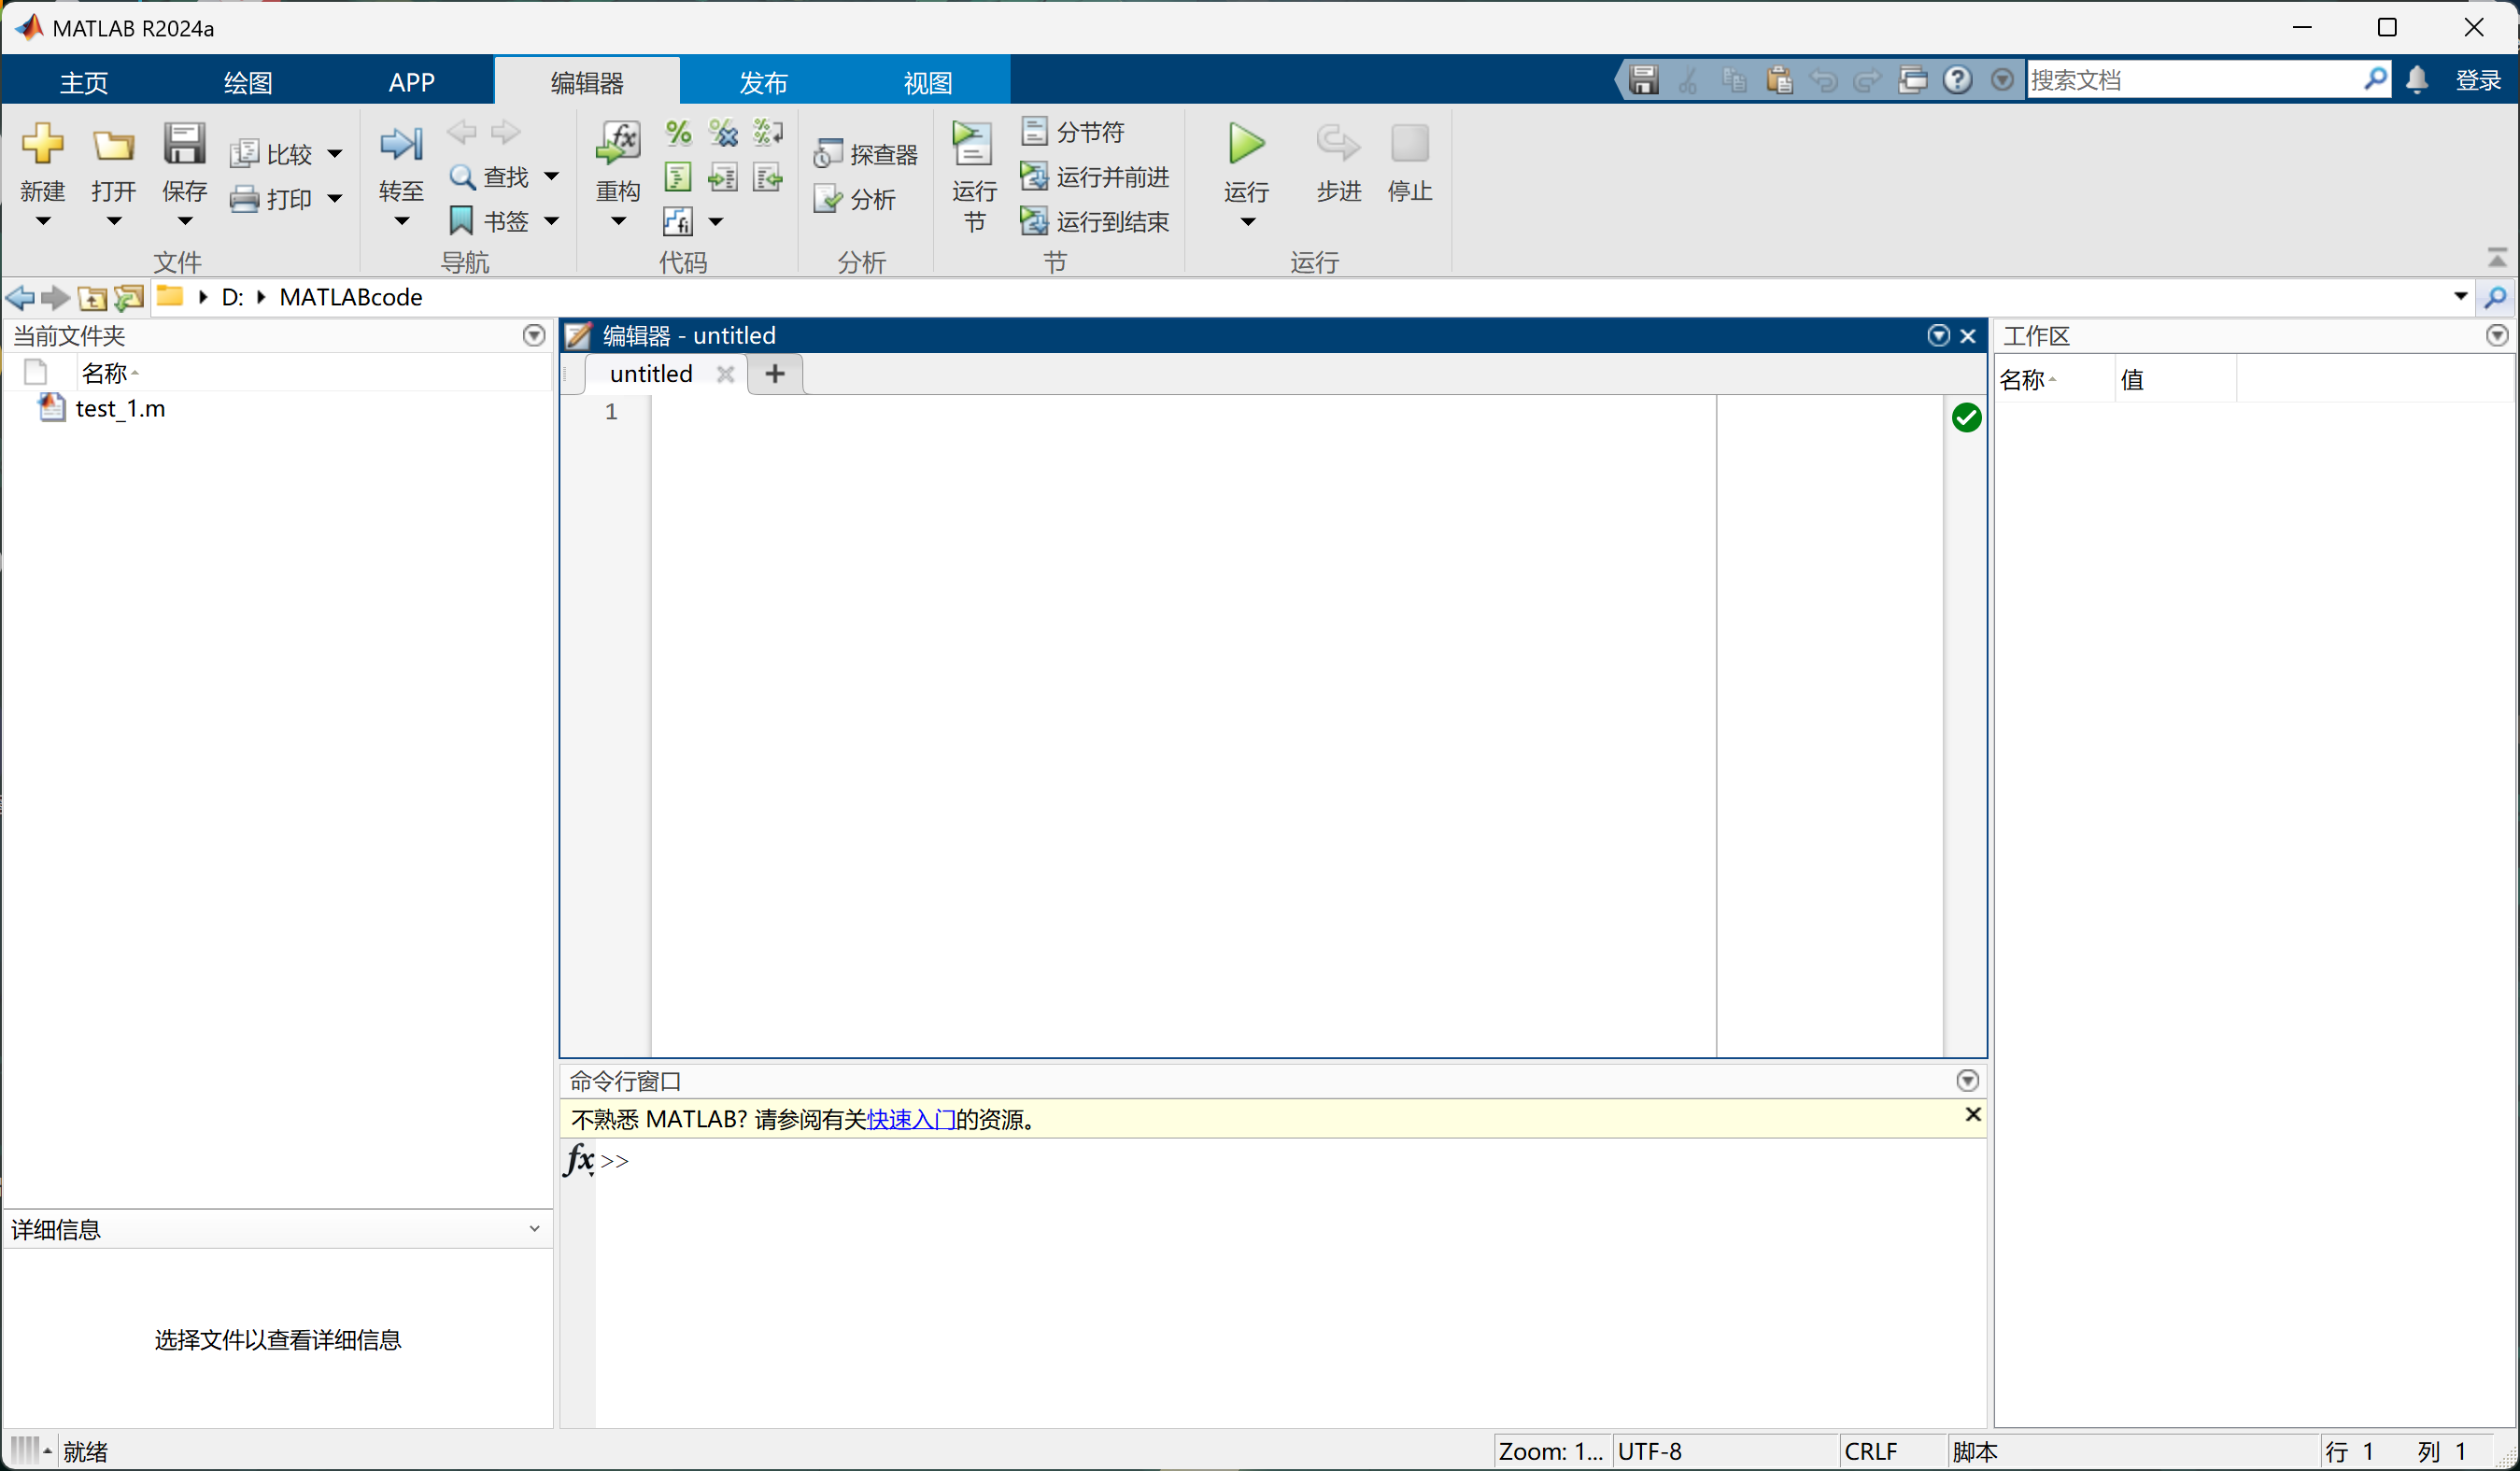 MATLAB R2024a
主页 绘图 APP 编辑器 发布 视图 搜索文档 登录
新建 打开 保存 比较 打印 转至 查找 书签 重构 探查器 分析 运行节 分节符 运行并前进 运行到结束 运行 步进 停止
文件 导航 代码 分析 节 运行
D: MATLABcode
当前文件夹
名称
test_1.m
编辑器 - untitled
untitled
1
工作区
名称 值
命令行窗口
不熟悉 MATLAB? 请参阅有关快速入门的资源。
fx >>
详细信息
选择文件以查看详细信息
就绪
Zoom: 1... UTF-8 CRLF 脚本 行 1 列 1